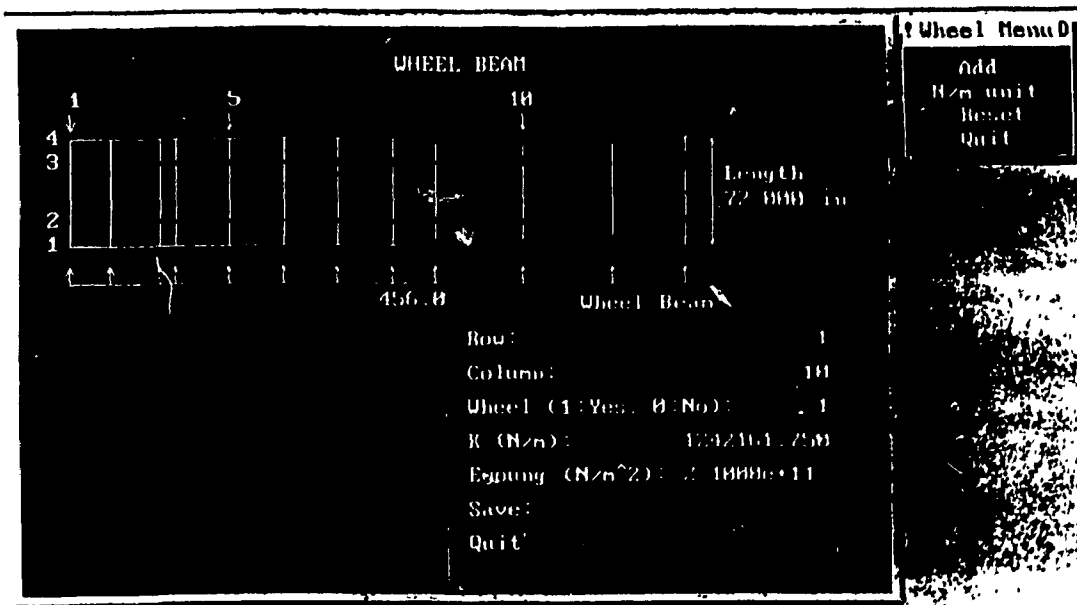 WHEEL BEAM
1 5 10
4
3
2
1
Length
72.000 in
456.0
Wheel Beam
Row: 1
Column: 10
Wheel (1:Yes, 0:No): 1
K (N/m):
(N/m^2):
Save:
Quit
Wheel Menu
Add
N/m unit
Reset
Quit